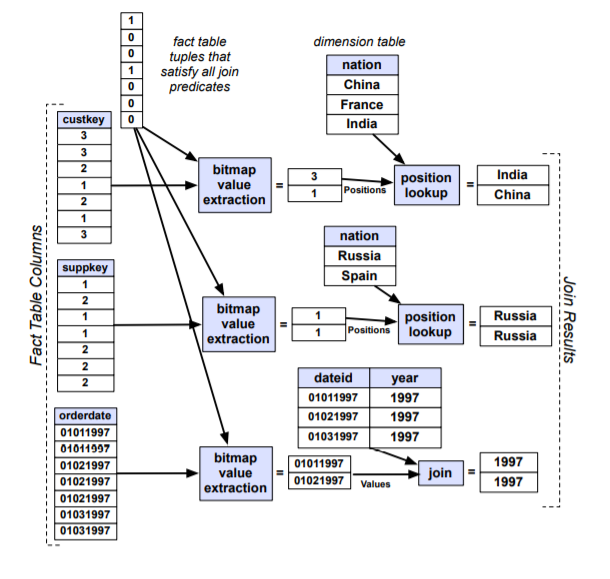 1
0
0
1
0
0
0
fact table
tuples that
satisfy all join
predicates
dimension table
nation
China
France
India
custkey
3
3
2
1
2
1
3
bitmap
value
extraction
=
3
1
Positions
position
lookup
=
India
China
Fact Table Columns
suppkey
1
2
1
1
2
2
2
bitmap
value
extraction
=
1
1
Positions
nation
Russia
Spain
position
lookup
=
Russia
Russia
Join Results
orderdate
01011997
01011997
01021997
01021997
01021997
01031997
01031997
bitmap
value
extraction
=
01011997
01021997
Values
dateid year
01011997 1997
01021997 1997
01031997 1997
join
=
1997
1997